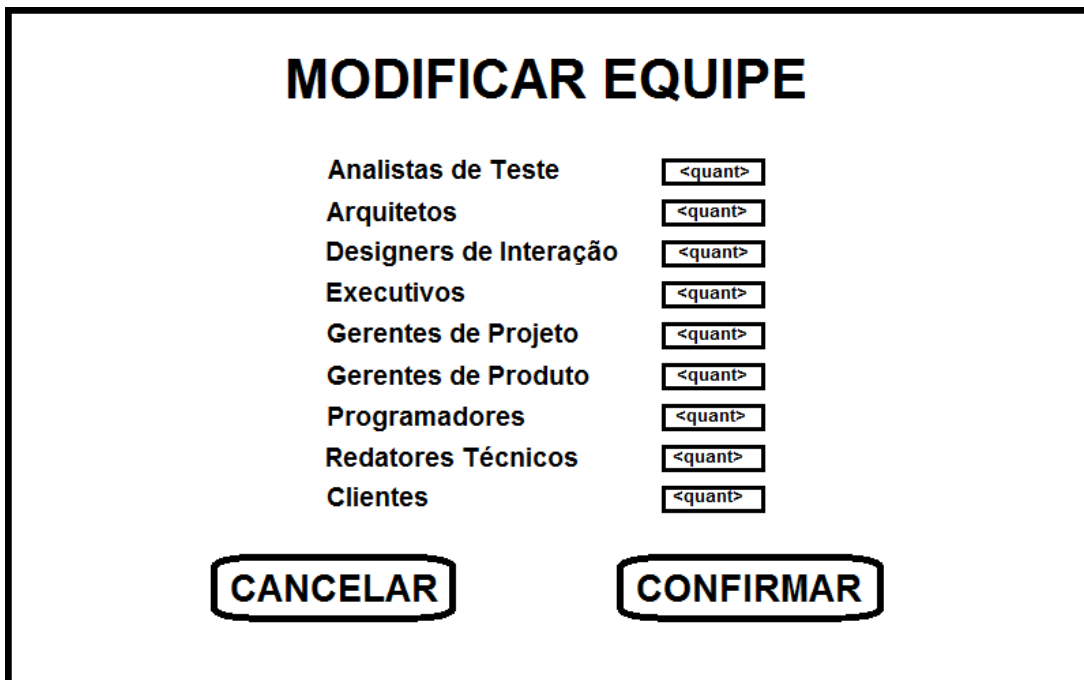 MODIFICAR EQUIPE
Analistas de Teste <quant>
Arquitetos <quant>
Designers de Interação <quant>
Executivos <quant>
Gerentes de Projeto <quant>
Gerentes de Produto <quant>
Programadores <quant>
Redatores Técnicos <quant>
Clientes <quant>
CANCELAR CONFIRMAR